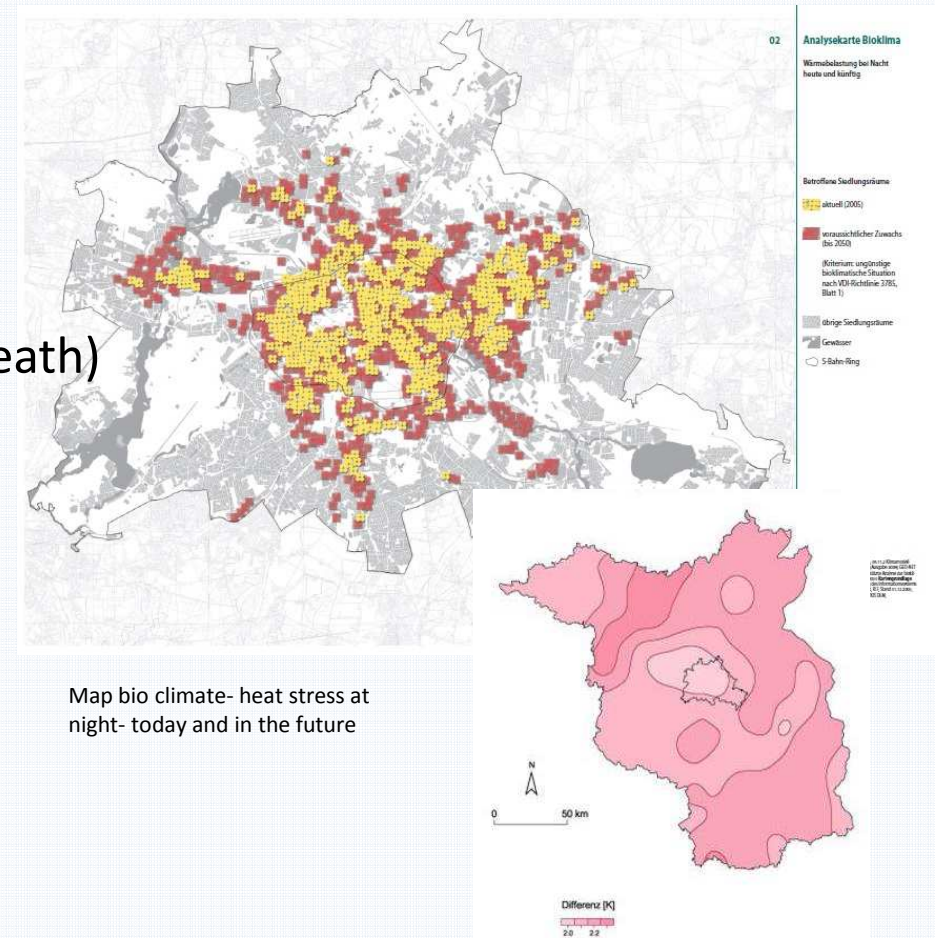 02 Analysekarte Bioklima
Wärmebelastung bei Nacht
heute und künftig
Betroffene Siedlungsräume
aktuell (2005)
voraussichtlicher Zuwachs
(bis 2050)
(Kriterium: ungünstige
bioklimatische Situation
nach VDI-Richtlinie 3785,
Blatt 1)
übrige Siedlungsräume
Gewässer
S-Bahn-Ring
eath)
Map bio climate- heat stress at
night- today and in the future
N
0 50 km
Differenz [K]
2.0 2.2